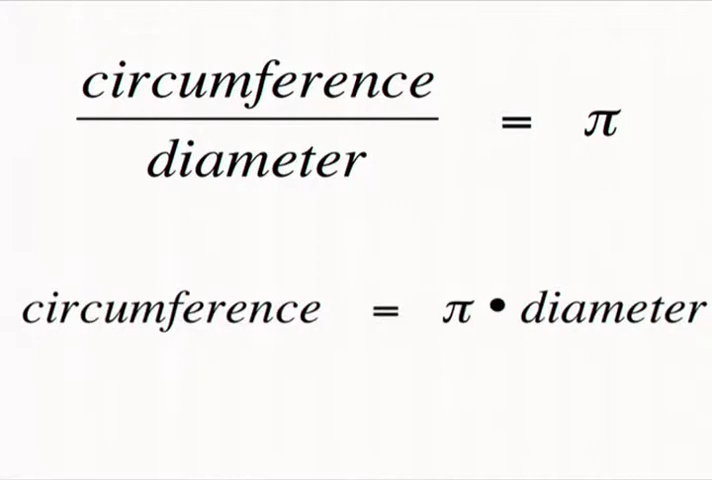 circumference
diameter = π
circumference = π • diameter